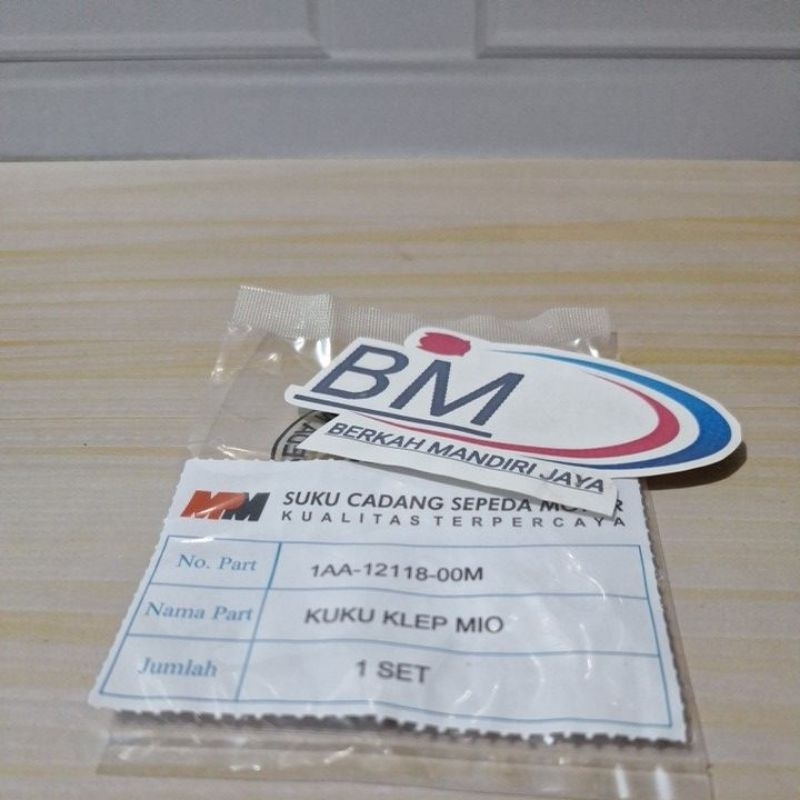 BM
BERKAH MANDIRI JAYA
MM SUKU CADANG SEPEDA MOTOR
KUALITAS TERPERCAYA
No. Part 1AA-12118-00M
Nama Part KUKU KLEP MIO
Jumlah 1 SET